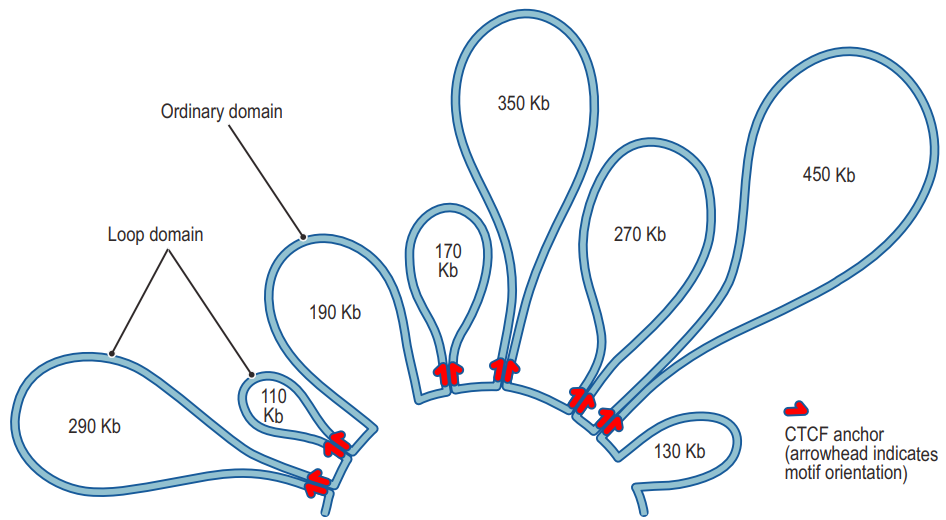 350 Kb
Ordinary domain
450 Kb
Loop domain
270 Kb
170
Kb
190 Kb
110
Kb
290 Kb
130 Kb
CTCF anchor
(arrowhead indicates
motif orientation)